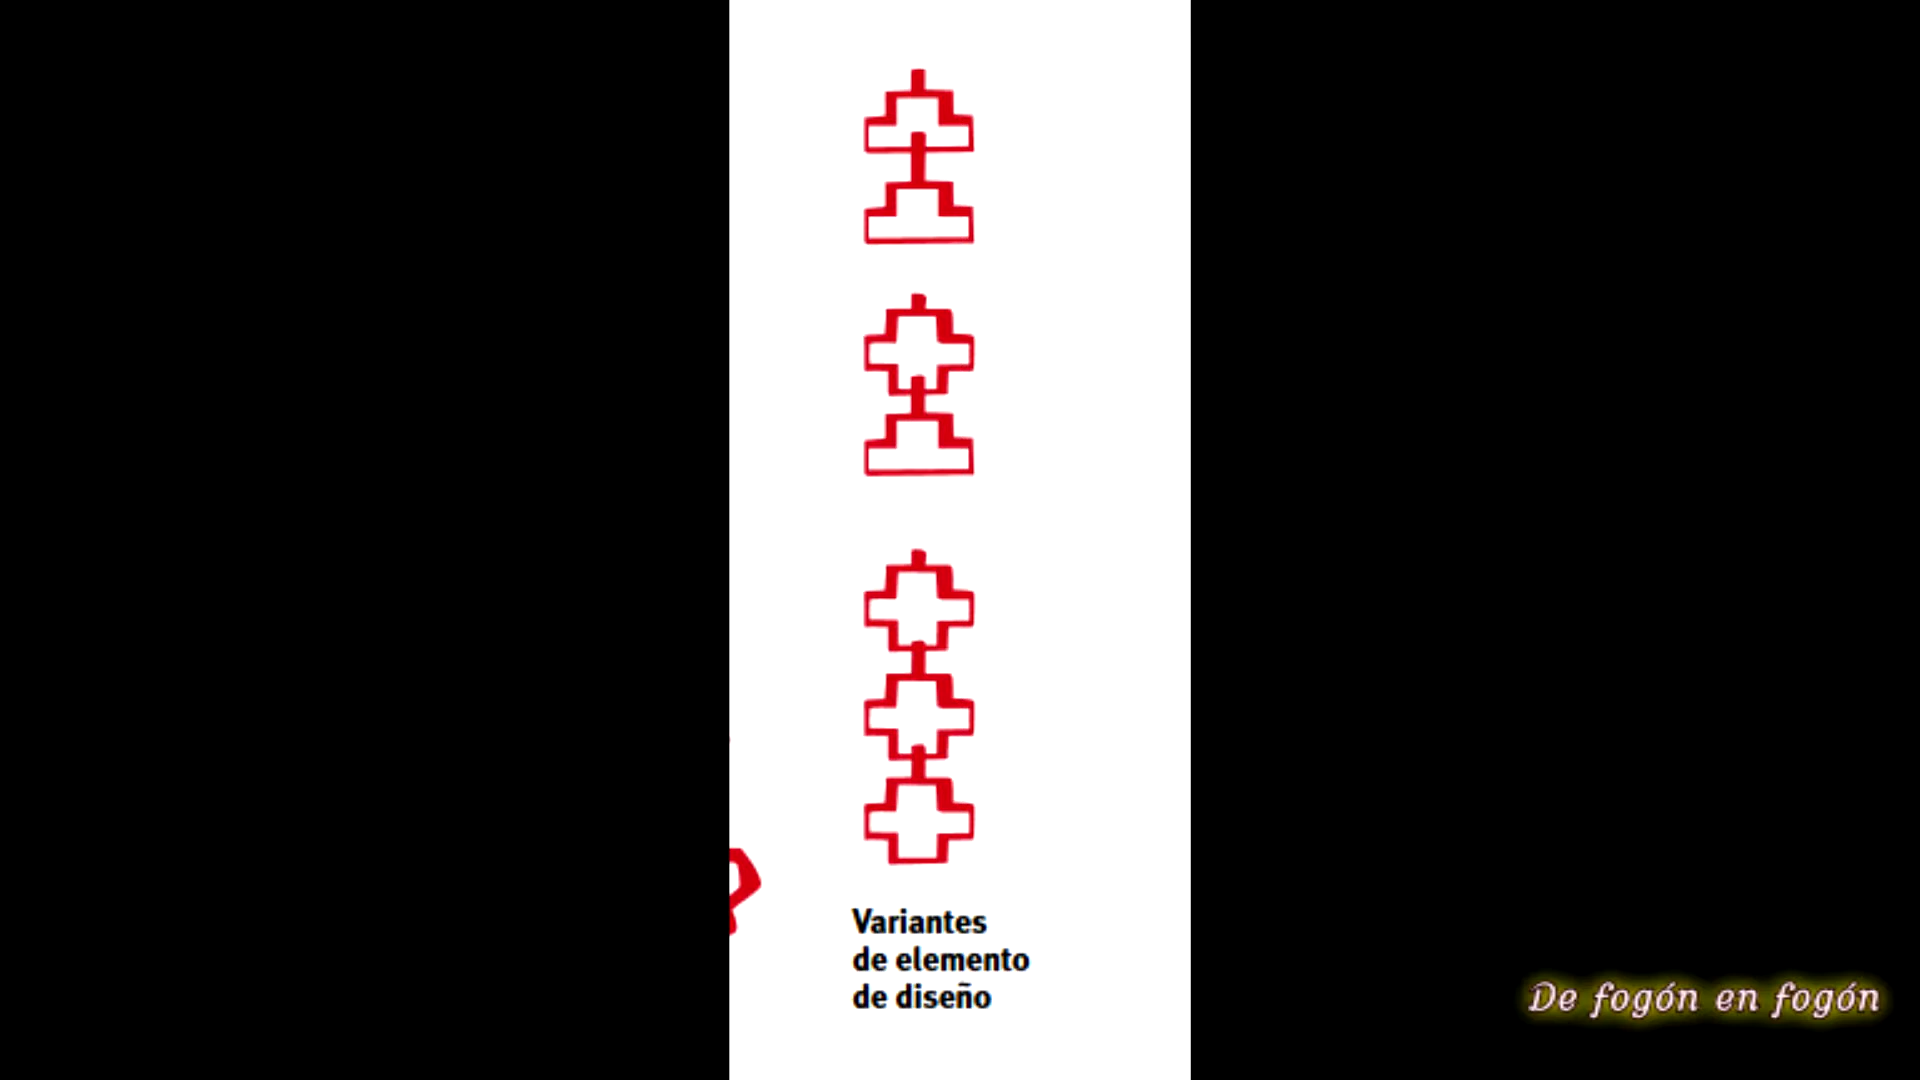 Variantes
de elemento
de diseño
De fogón en fogón